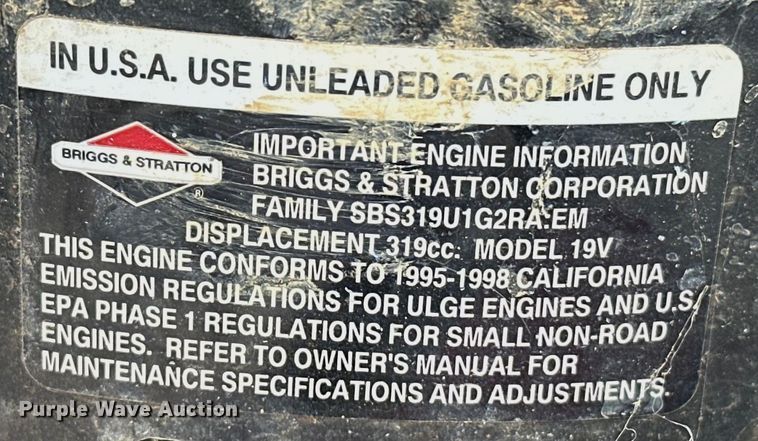 IN U.S.A. USE UNLEADED GASOLINE ONLY
BRIGGS & STRATTON
®
IMPORTANT ENGINE INFORMATION
BRIGGS & STRATTON CORPORATION
FAMILY SBS319U1G2RA.EM
DISPLACEMENT 319cc. MODEL 19V
THIS ENGINE CONFORMS TO 1995-1998 CALIFORNIA
EMISSION REGULATIONS FOR ULGE ENGINES AND U.S.
EPA PHASE 1 REGULATIONS FOR SMALL NON-ROAD
ENGINES. REFER TO OWNER'S MANUAL FOR
MAINTENANCE SPECIFICATIONS AND ADJUSTMENTS.
Purple Wave Auction